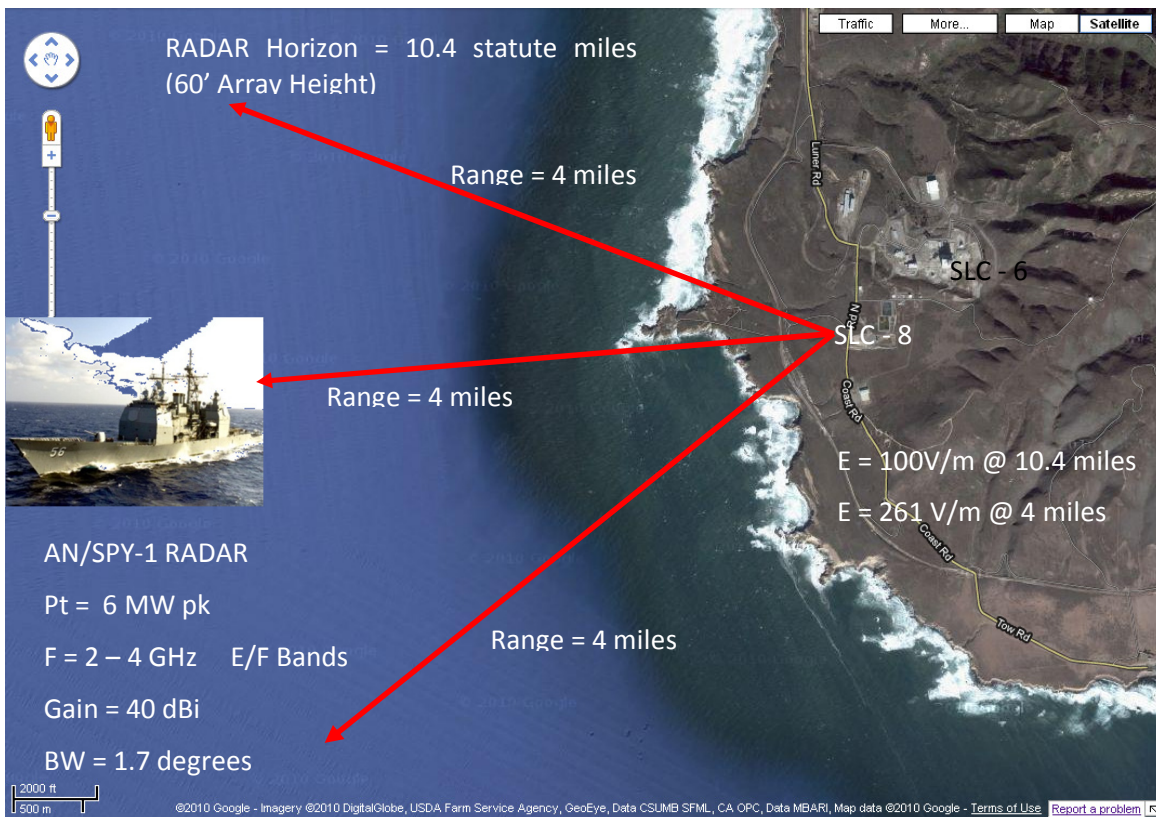 Traffic
More...
Map
Satellite
RADAR Horizon = 10.4 statute miles
(60' Array Height)
© 2010 Google
Range = 4 miles
Luner Rd
SLC - 6
SLC - 8
N Rd
Range = 4 miles
Coast Rd
56
E = 100V/m @ 10.4 miles
E = 261 V/m @ 4 miles
Coast Rd
AN/SPY-1 RADAR
Pt = 6 MW pk
F = 2 – 4 GHz E/F Bands
Gain = 40 dBi
BW = 1.7 degrees
Range = 4 miles
Tow Rd
2000 ft
500 m
©2010 Google - Imagery ©2010 DigitalGlobe, USDA Farm Service Agency, GeoEye, Data CSUMB SFML, CA OPC, Data MBARI, Map data ©2010 Google - Terms of Use
Report a problem